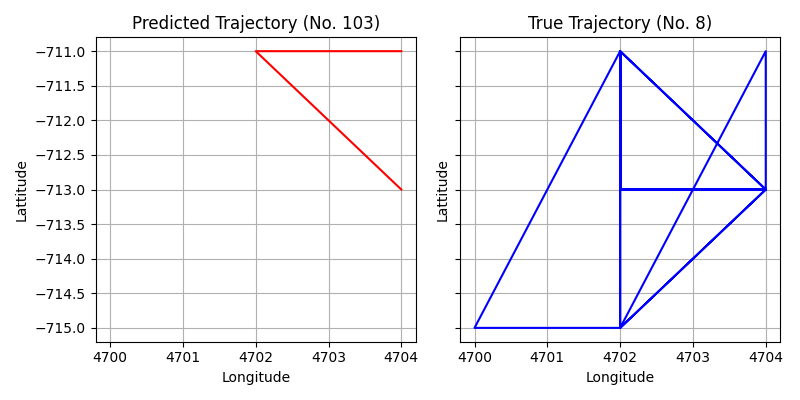 Predicted Trajectory (No. 103)
True Trajectory (No. 8)
−711.0
−711.5
−712.0
−712.5
−713.0
−713.5
−714.0
−714.5
−715.0
Lattitude
Lattitude
4700 4701 4702 4703 4704
4700 4701 4702 4703 4704
Longitude
Longitude